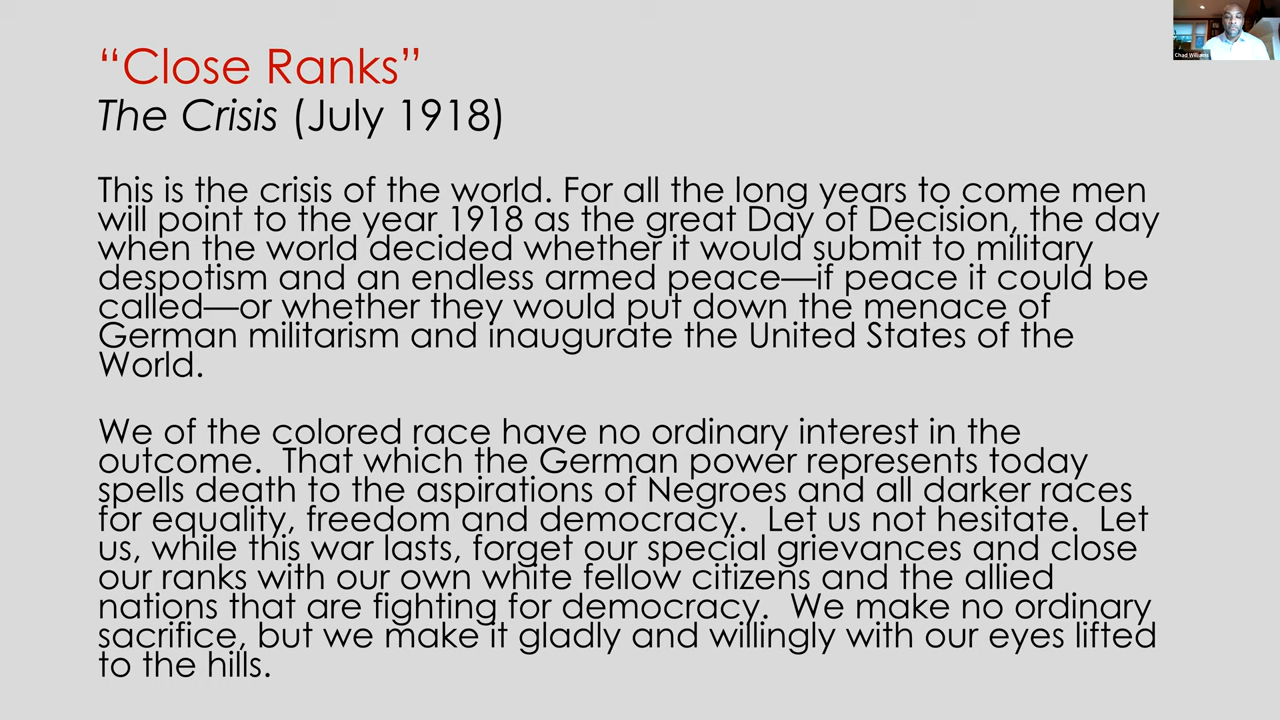 “Close Ranks”
The Crisis (July 1918)
This is the crisis of the world. For all the long years to come men
will point to the year 1918 as the great Day of Decision, the day
when the world decided whether it would submit to military
despotism and an endless armed peace—if peace it could be
called—or whether they would put down the menace of
German militarism and inaugurate the United States of the
World.
We of the colored race have no ordinary interest in the
outcome.  That which the German power represents today
spells death to the aspirations of Negroes and all darker races
for equality, freedom and democracy.  Let us not hesitate.  Let
us, while this war lasts, forget our special grievances and close
our ranks with our own white fellow citizens and the allied
nations that are fighting for democracy.  We make no ordinary
sacrifice, but we make it gladly and willingly with our eyes lifted
to the hills.
Chad Williams